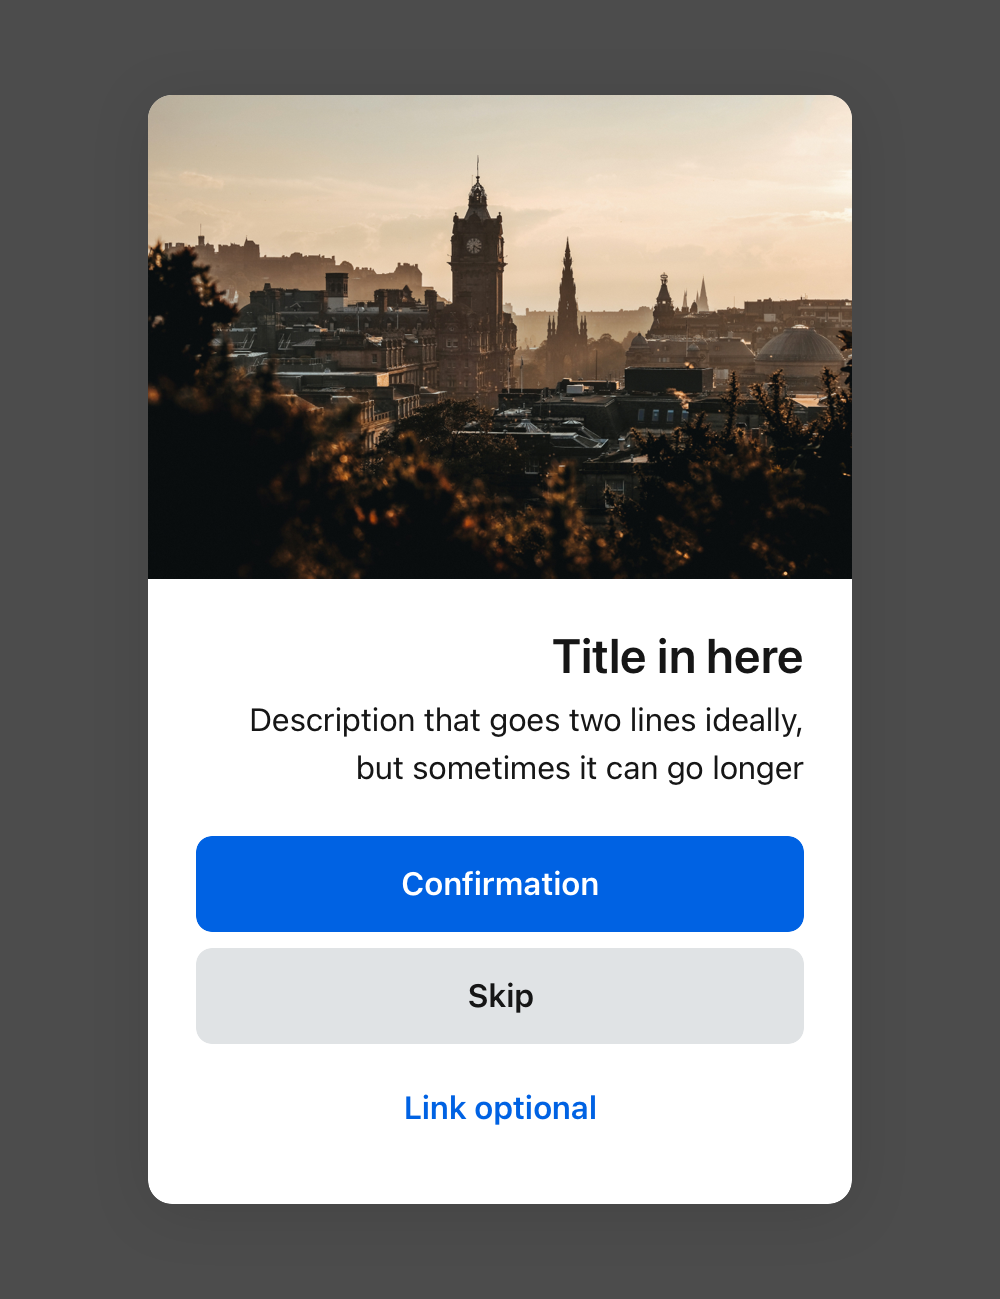 Title in here
Description that goes two lines ideally,
but sometimes it can go longer
Confirmation
Skip
Link optional